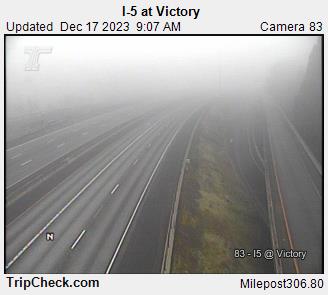 I-5 at Victory
Updated Dec 17 2023 9:07 AM Camera 83
N
83 - I5 @ Victory
TripCheck.com Milepost306.80